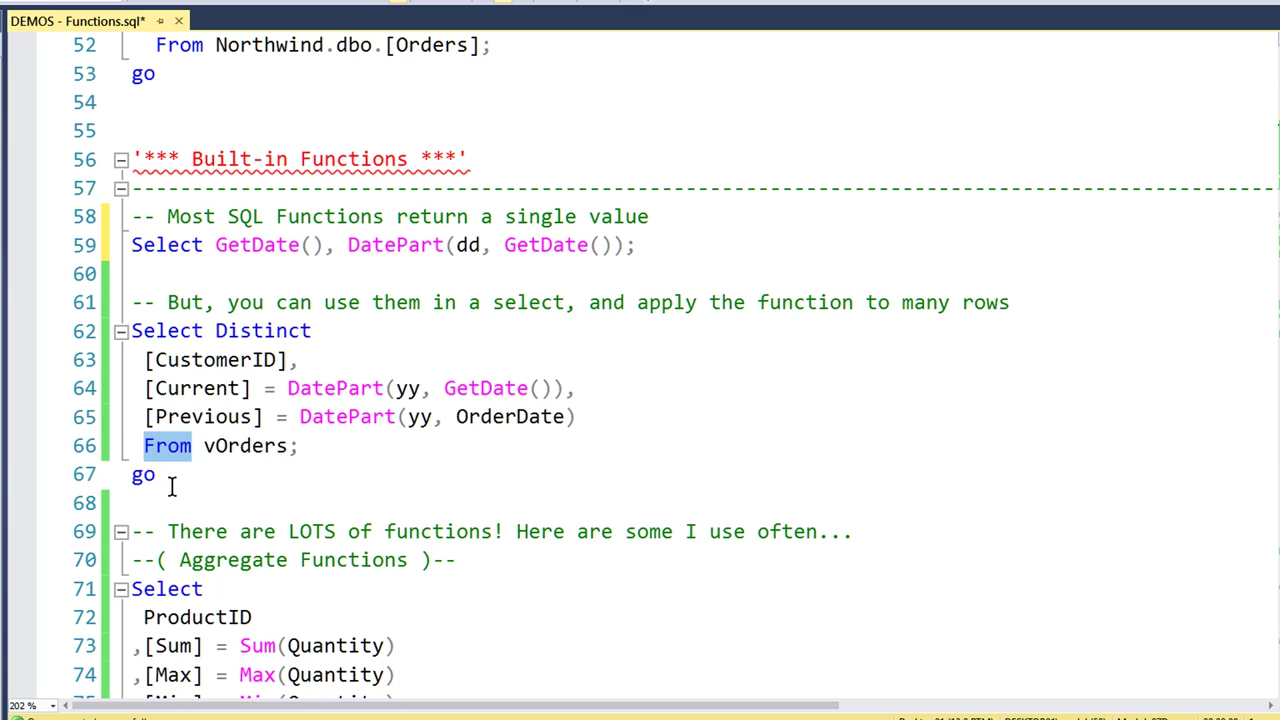 DEMOS - Functions.sql*
52 From Northwind.dbo.[Orders];
53 go
54
55
56 '*** Built-in Functions ***'
57 ------------------------------------------------------------------------------------------------
58 -- Most SQL Functions return a single value
59 Select GetDate(), DatePart(dd, GetDate());
60
61 -- But, you can use them in a select, and apply the function to many rows
62 Select Distinct
63 [CustomerID],
64 [Current] = DatePart(yy, GetDate()),
65 [Previous] = DatePart(yy, OrderDate)
66 From vOrders;
67 go
68
69 -- There are LOTS of functions! Here are some I use often...
70 --( Aggregate Functions )--
71 Select
72 ProductID
73 ,[Sum] = Sum(Quantity)
74 ,[Max] = Max(Quantity)
202 %